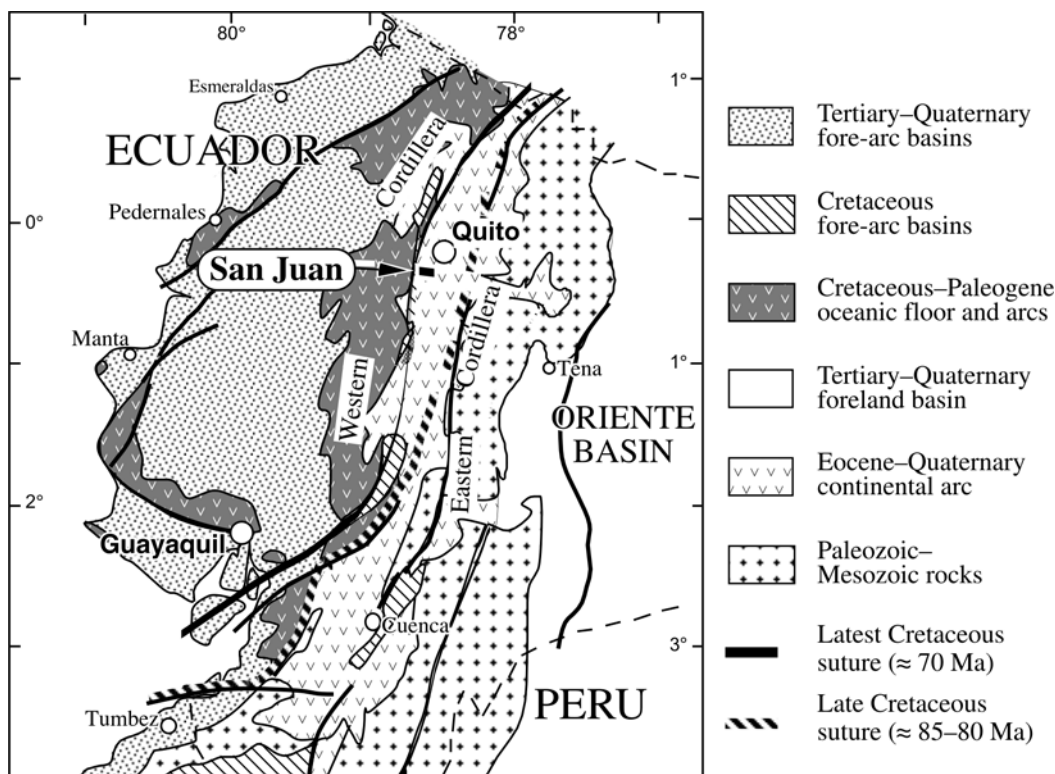 80°
78°
Esmeraldas
1°
ECUADOR
Cordillera
0°
Pedernales
Quito
San Juan
Manta
Western
Cordillera
1°
Tena
ORIENTE
BASIN
Eastern
2°
Guayaquil
Cuenca
3°
PERU
Tumbez
Tertiary–Quaternary
fore-arc basins
Cretaceous
fore-arc basins
Cretaceous–Paleogene
oceanic floor and arcs
Tertiary–Quaternary
foreland basin
Eocene–Quaternary
continental arc
Paleozoic–
Mesozoic rocks
Latest Cretaceous
suture (≈ 70 Ma)
Late Cretaceous
suture (≈ 85–80 Ma)